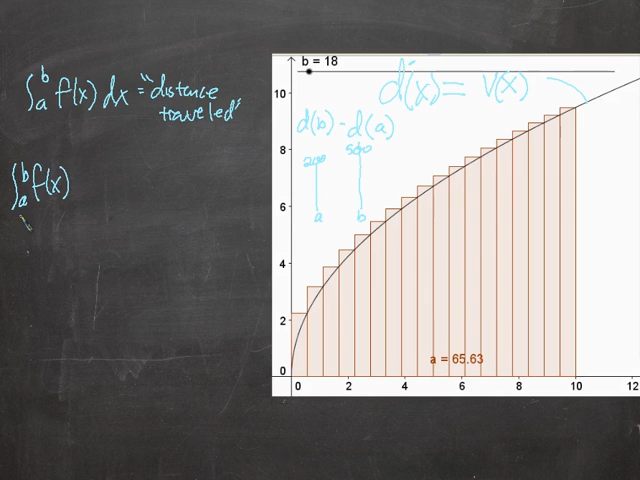 ∫ₐᵇ f(x) dx = "distance
traveled"
∫ₐᵇ f(x)
b = 18
d'(x) = v(x)
d(b) - d(a)
200 500
a b
10
8
6
4
2
0
a = 65.63
0 2 4 6 8 10 12